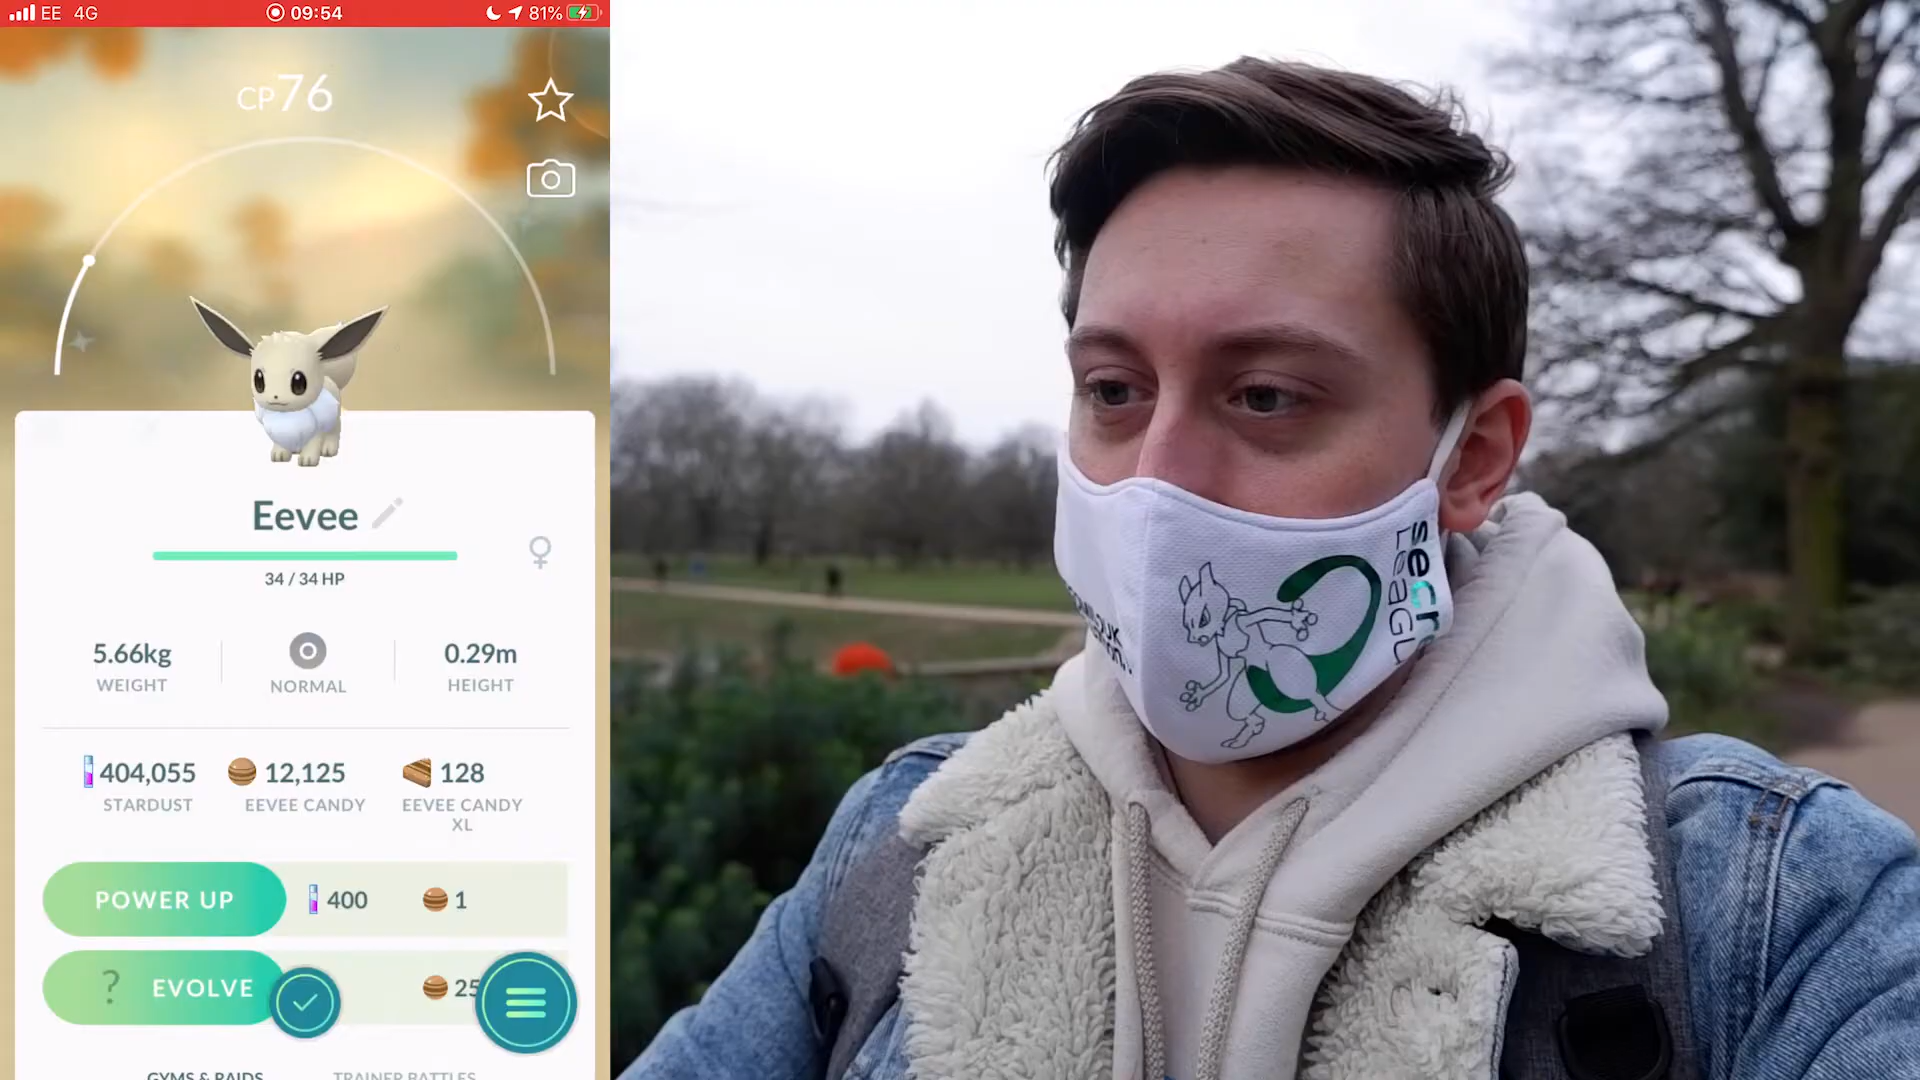 EE 4G 09:54 81%
CP76
Eevee
34 / 34 HP
5.66kg
WEIGHT
NORMAL
0.29m
HEIGHT
404,055
STARDUST
12,125
EEVEE CANDY
128
EEVEE CANDY
XL
POWER UP 400 1
? EVOLVE 25
GYMS & RAIDS TRAINER BATTLES